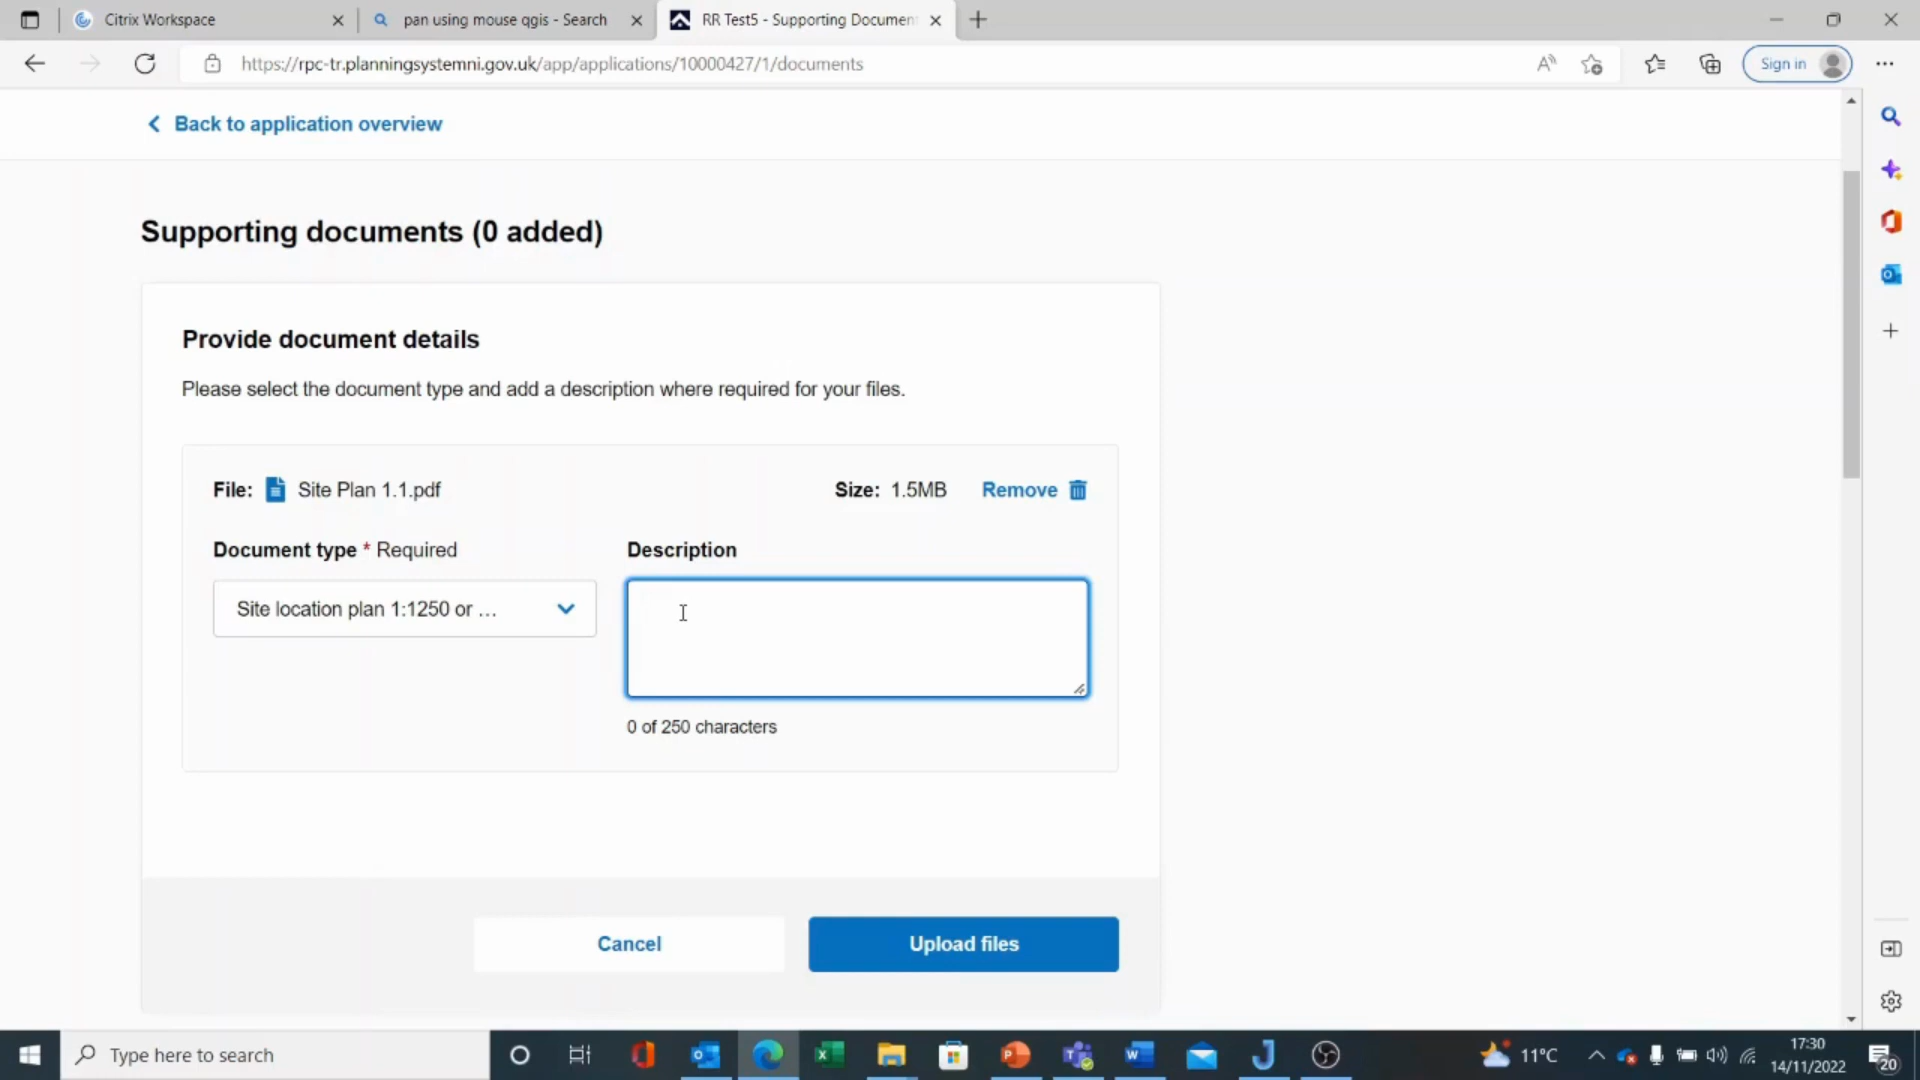 Citrix Workspace
pan using mouse qgis - Search
RR Test5 - Supporting Documen
https://rpc-tr.planningsystemni.gov.uk/app/applications/10000427/1/documents
Sign in
Back to application overview
Supporting documents (0 added)
Provide document details
Please select the document type and add a description where required for your files.
File: Site Plan 1.1.pdf
Size: 1.5MB
Remove
Document type * Required
Description
Site location plan 1:1250 or ...
0 of 250 characters
Cancel
Upload files
Type here to search
11°C
17:30
14/11/2022
20